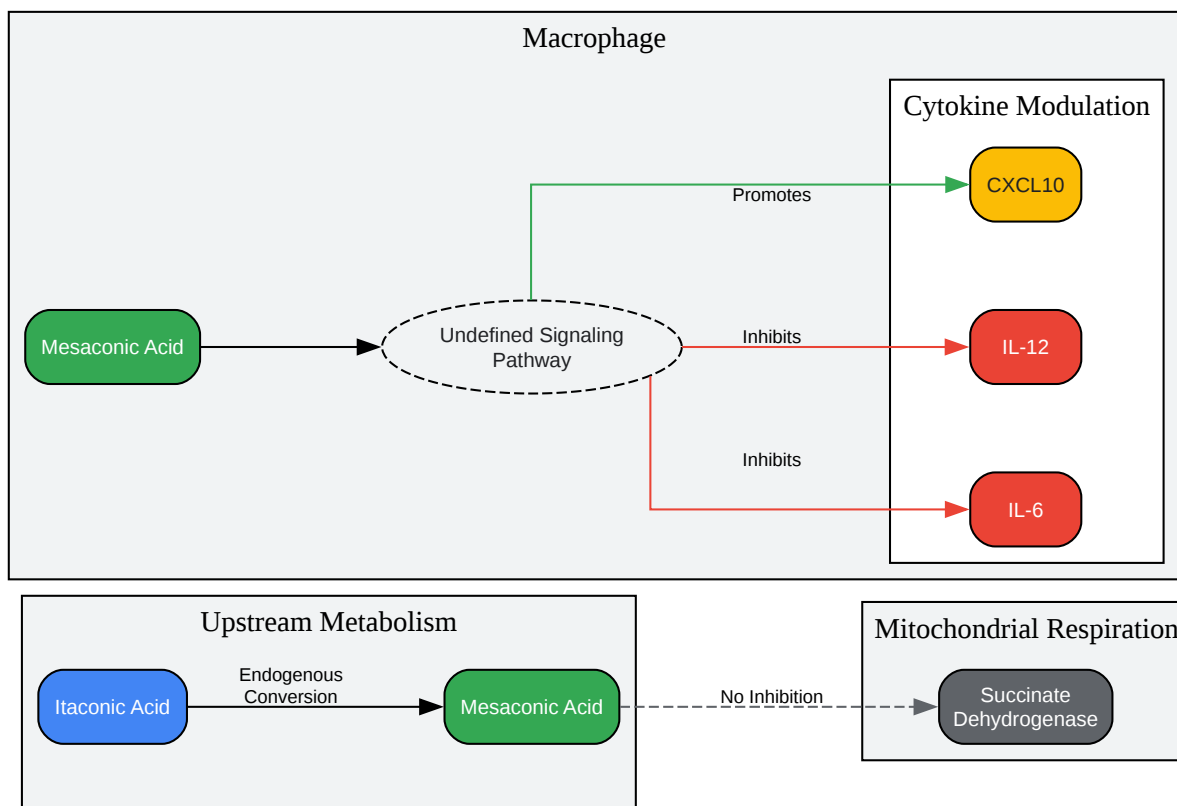 Macrophage
Cytokine Modulation
CXCL10
Promotes
Mesaconic Acid
Undefined Signaling
Pathway
Inhibits
IL-12
Inhibits
IL-6
Upstream Metabolism
Mitochondrial Respiration
Itaconic Acid
Endogenous
Conversion
Mesaconic Acid
No Inhibition
Succinate
Dehydrogenase